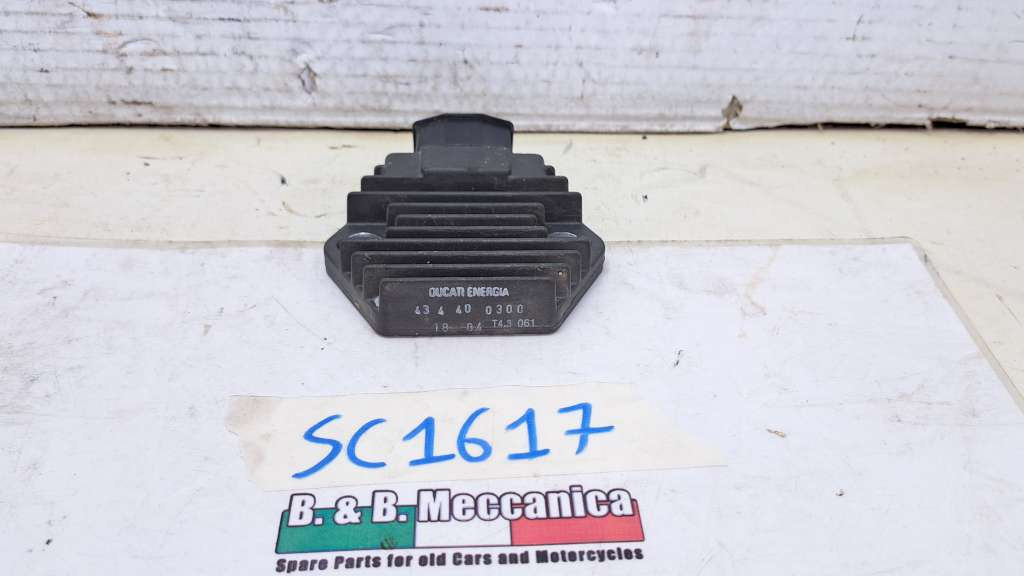 DUCATI ENERGIA
43 4 40 0300
18 04 T4.3 061
SC1617
B. & B. Meccanica
Spare Parts for old Cars and Motorcycles